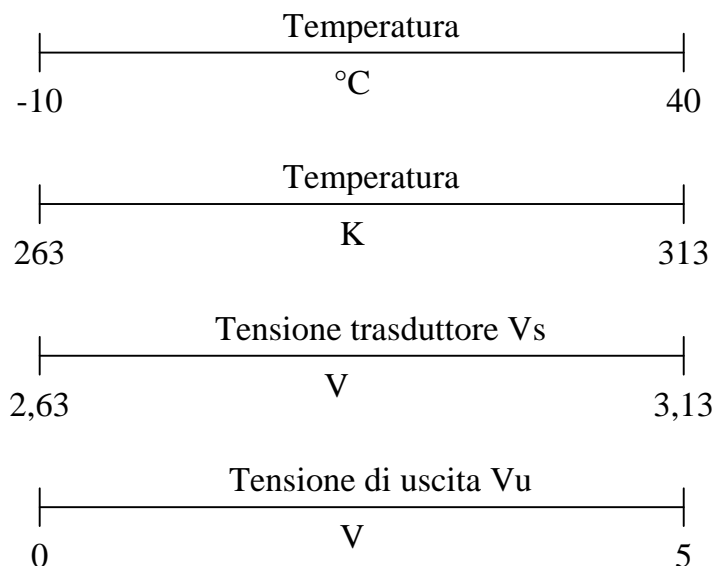 Temperatura
°C
-10 40
Temperatura
K
263 313
Tensione trasduttore Vs
V
2,63 3,13
Tensione di uscita Vu
V
0 5